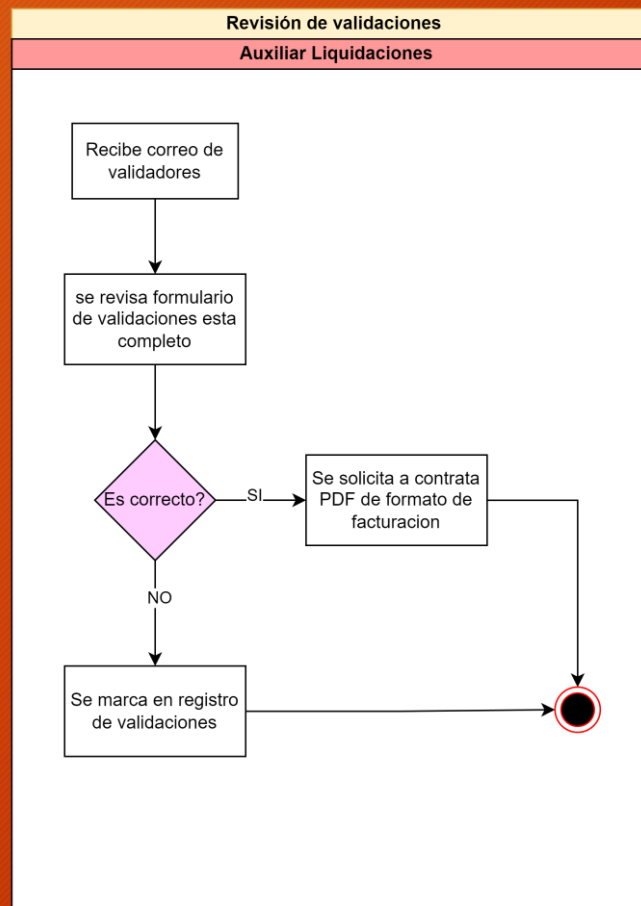 Revisión de validaciones
Auxiliar Liquidaciones
Recibe correo de
validadores
se revisa formulario
de validaciones esta
completo
Es correcto?
SI
Se solicita a contrata
PDF de formato de
facturacion
NO
Se marca en registro
de validaciones